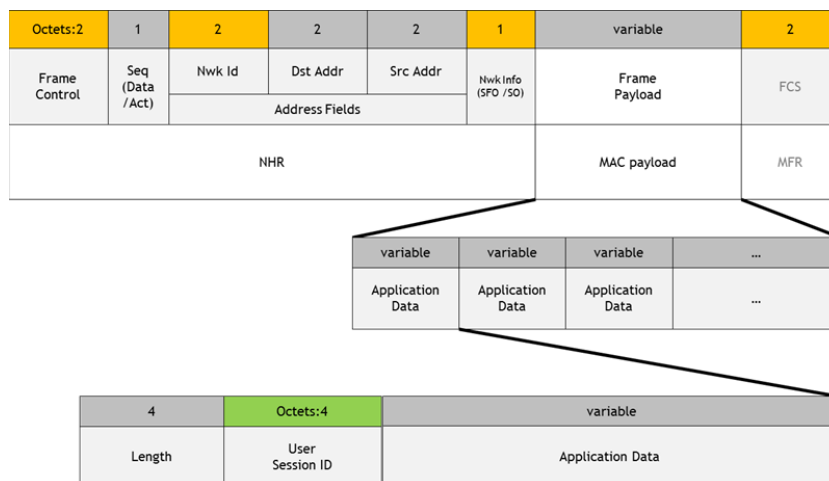 Octets:2 1 2 2 2 1 variable 2
Frame Control Seq (Data /Act) Nwk Id Dst Addr Src Addr Nwk Info (SFO /SO) Frame Payload FCS
Address Fields
NHR MAC payload MFR
variable variable variable ...
Application Data Application Data Application Data ...
4 Octets:4 variable
Length User Session ID Application Data